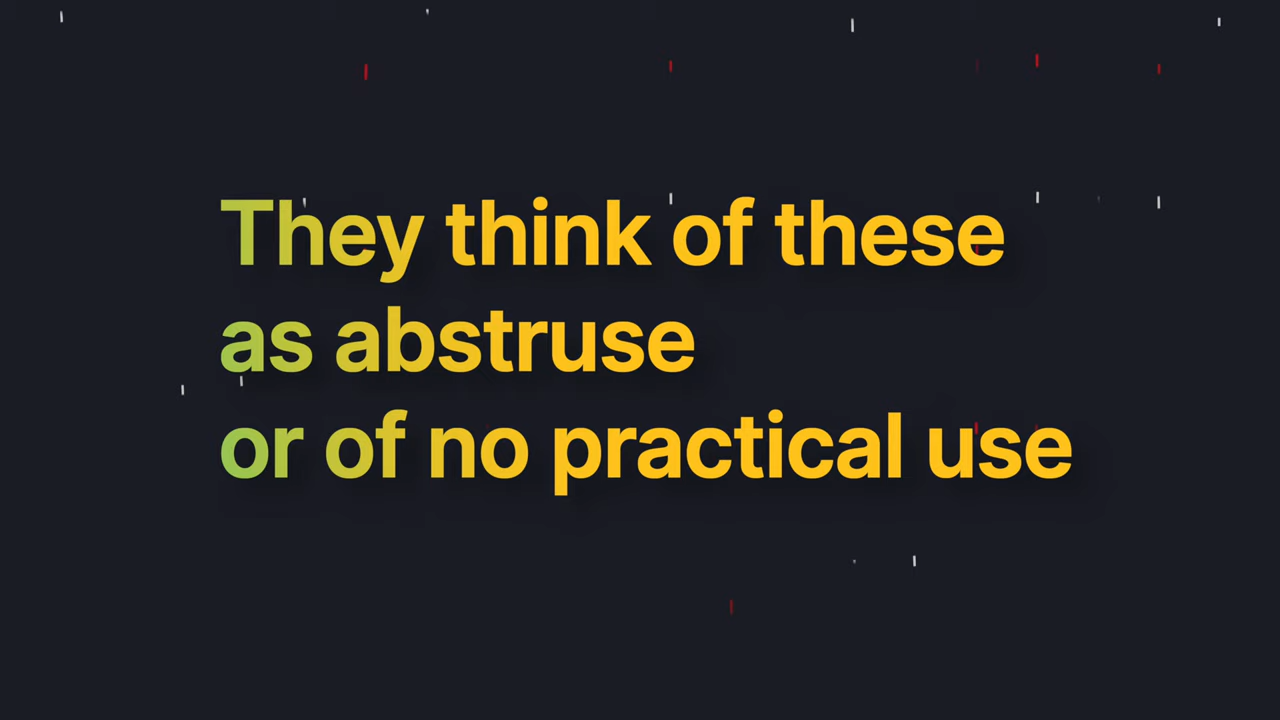 They think of these
as abstruse
or of no practical use